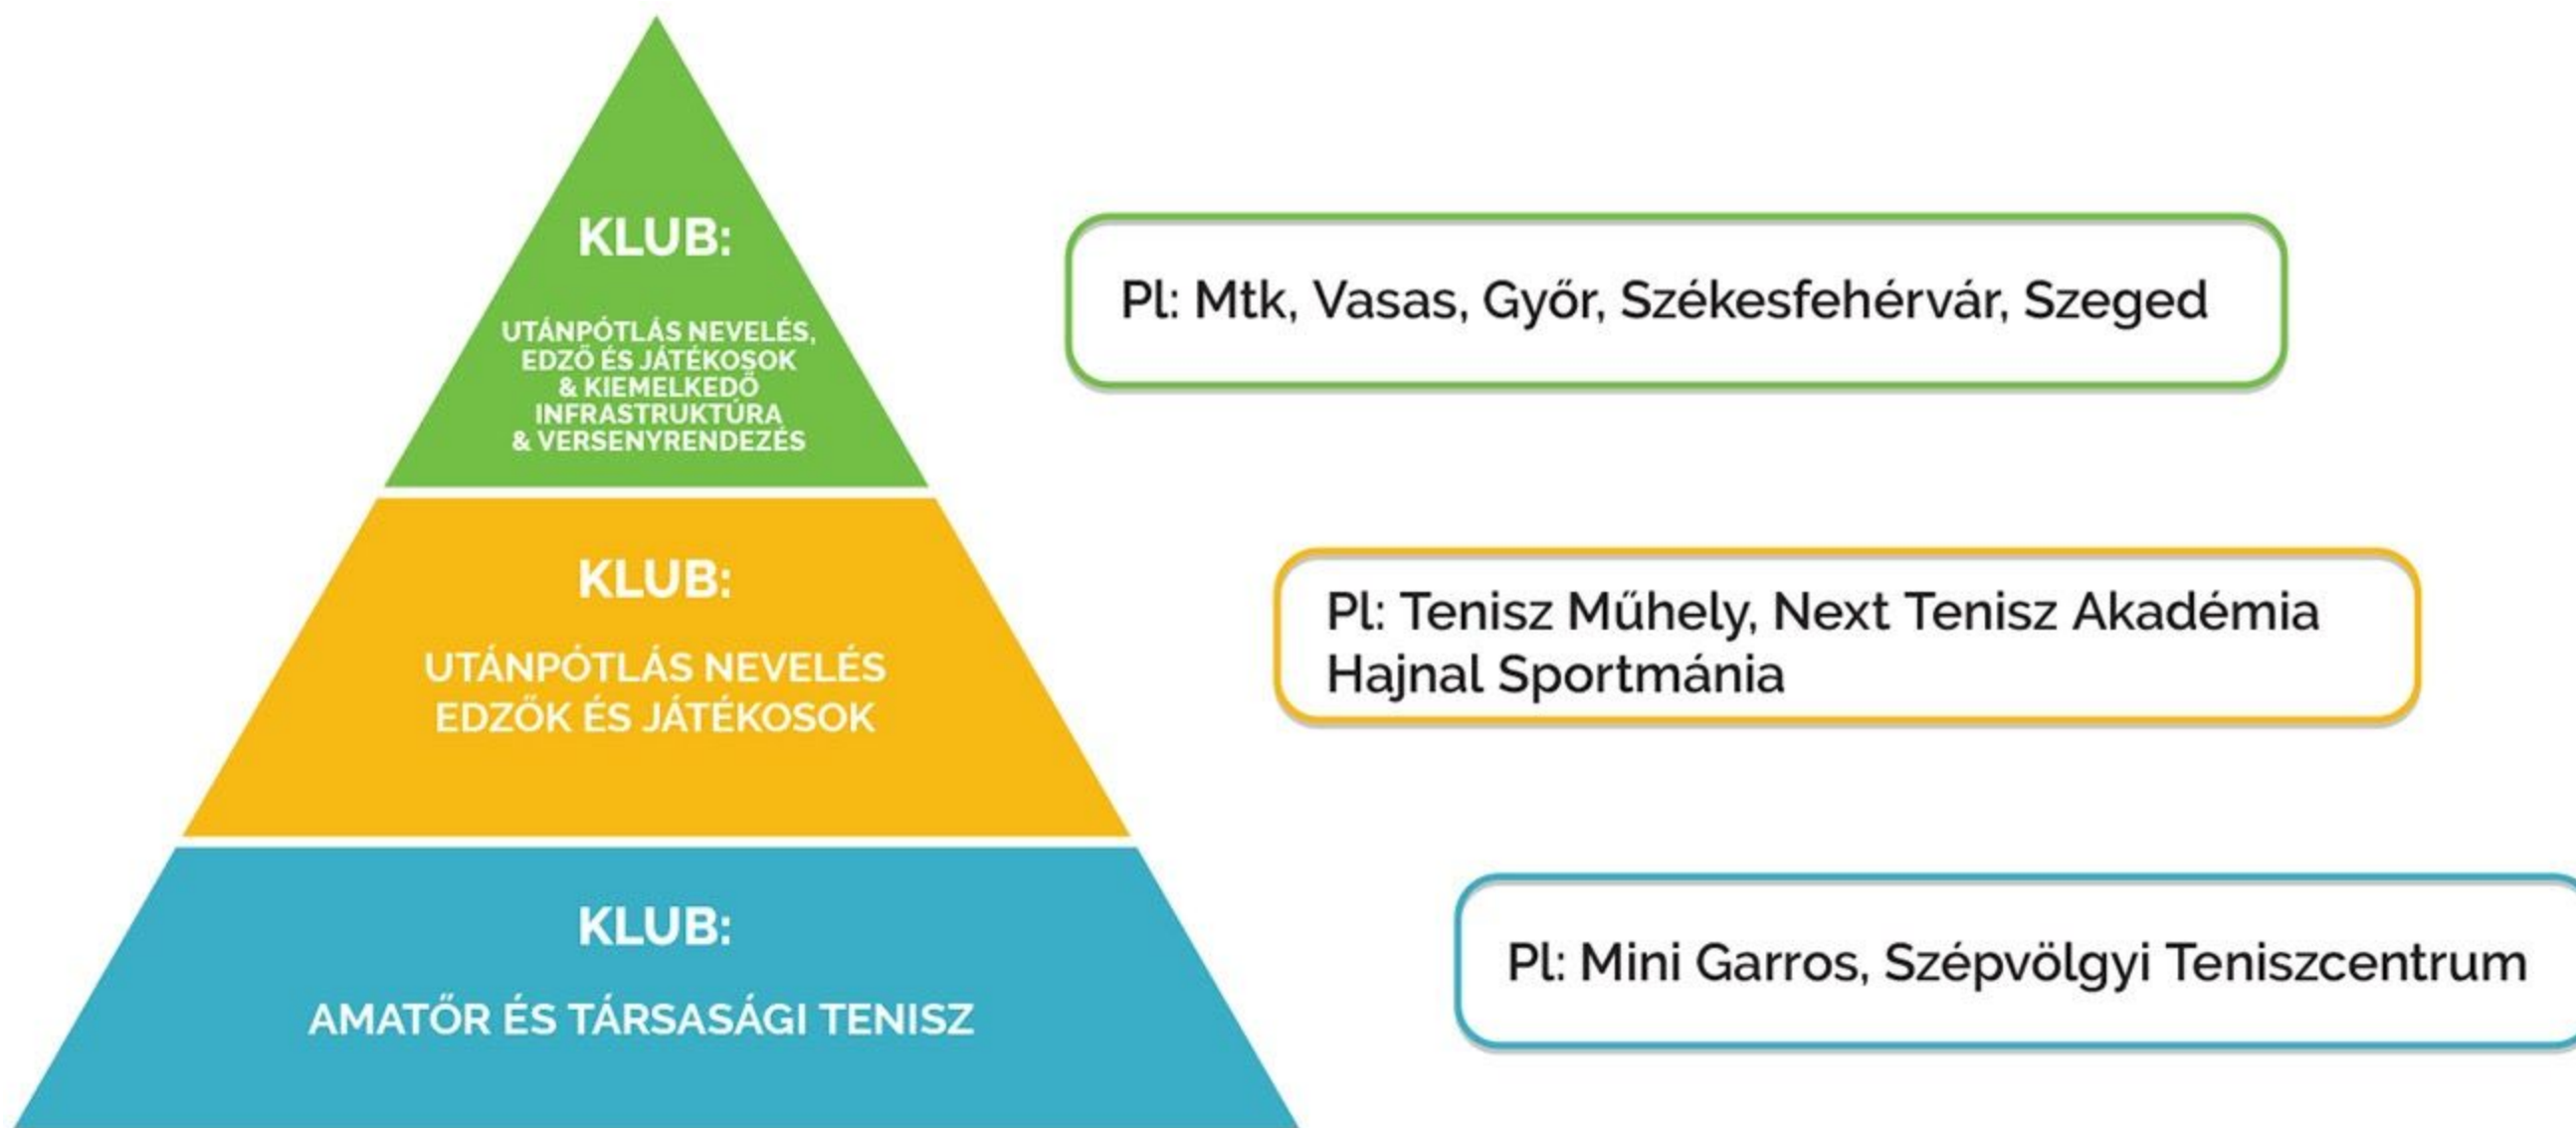 KLUB:
UTÁNPÓTLÁS NEVELÉS,
EDZŐ ÉS JÁTÉKOSOK
& KIEMELKEDŐ
INFRASTRUKTÚRA
& VERSENYRENDEZÉS
Pl: Mtk, Vasas, Győr, Székesfehérvár, Szeged
KLUB:
UTÁNPÓTLÁS NEVELÉS
EDZŐK ÉS JÁTÉKOSOK
Pl: Tenisz Műhely, Next Tenisz Akadémia
Hajnal Sportmánia
KLUB:
AMATŐR ÉS TÁRSASÁGI TENISZ
Pl: Mini Garros, Szépvölgyi Teniszcentrum